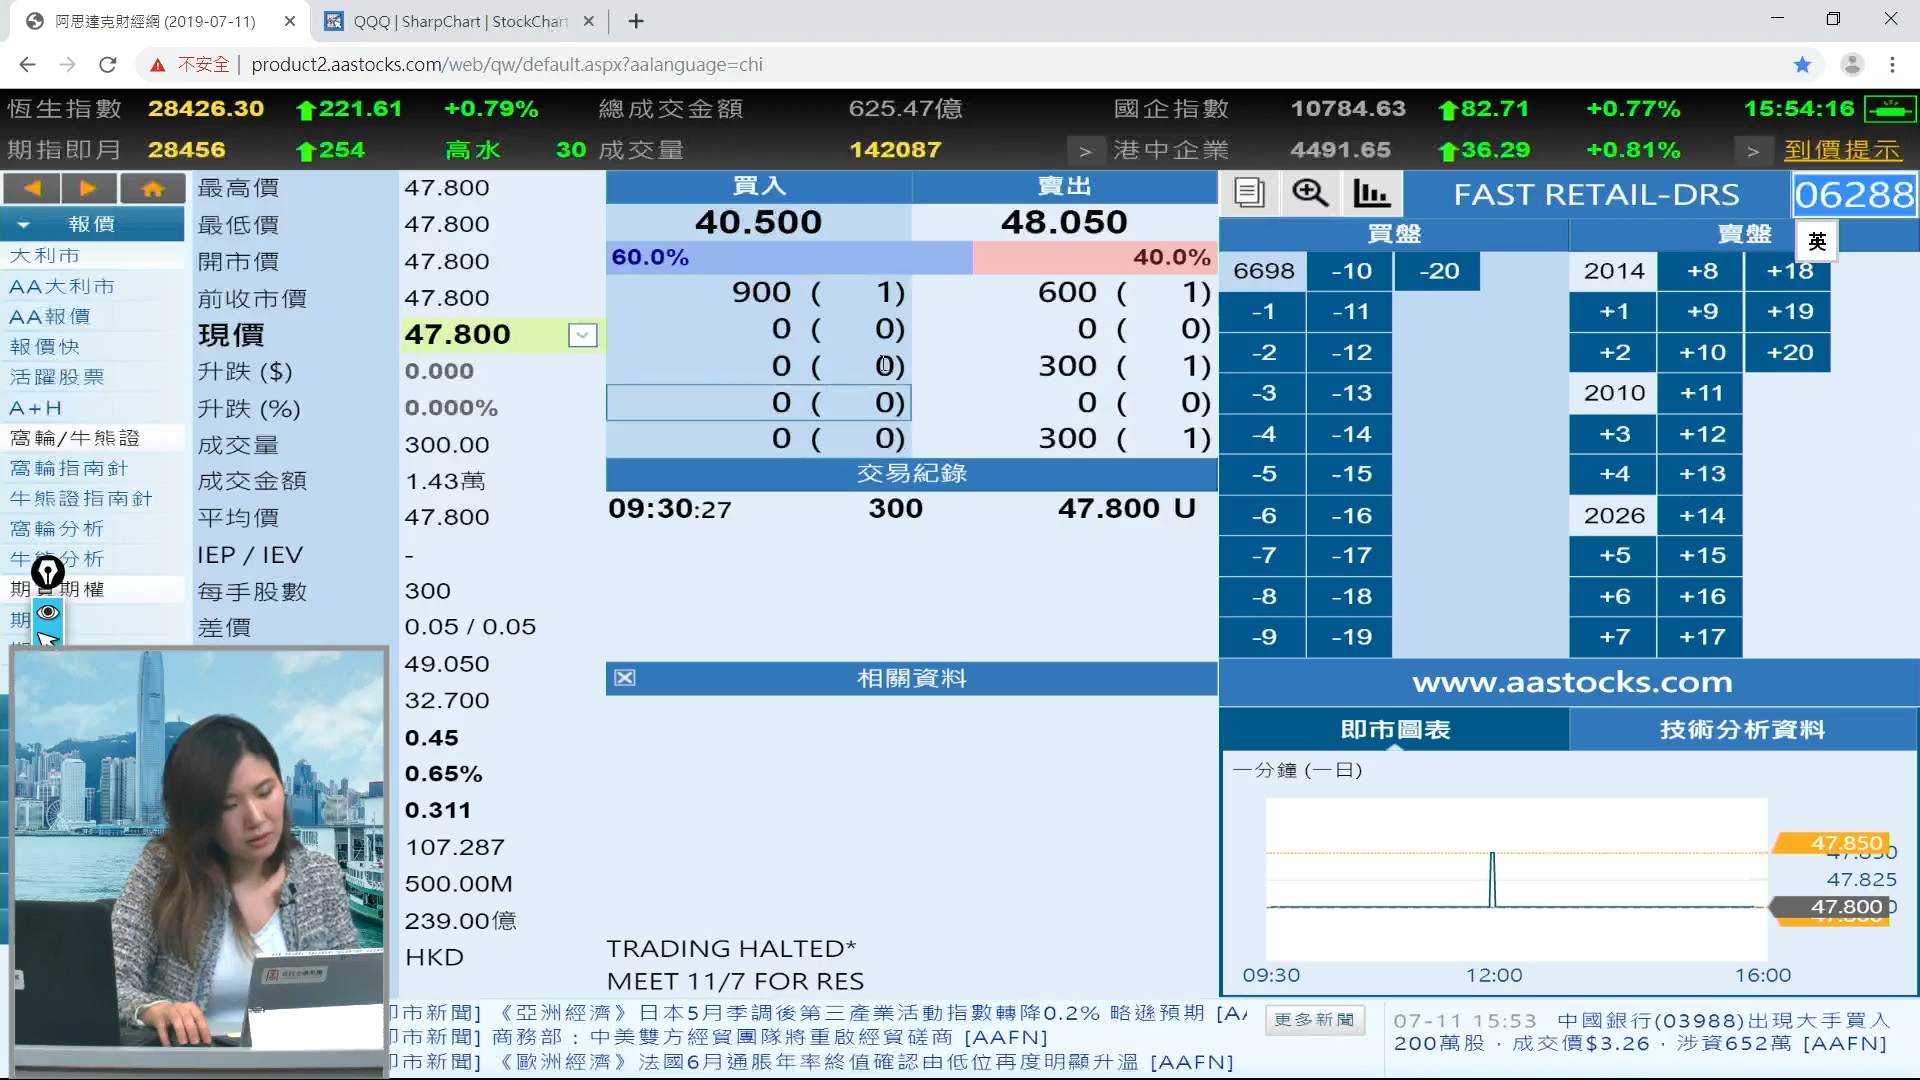 阿思達克財經網 (2019-07-11)
QQQ | SharpChart | StockChart
不安全 | product2.aastocks.com/web/qw/default.aspx?aalanguage=chi
恆生指數 28426.30 221.61 +0.79% 總成交金額 625.47億 國企指數 10784.63 82.71 +0.77% 15:54:16
期指即月 28456 254 高水 30 成交量 142087 > 港中企業 4491.65 36.29 +0.81% > 到價提示
報價
大利市
AA大利市
AA報價
報價快
活躍股票
A+H
窩輪/牛熊證
窩輪指南針
牛熊證指南針
窩輪分析
分析
最高價 47.800
最低價 47.800
開市價 47.800
前收市價 47.800
現價 47.800
升跌 ($) 0.000
升跌 (%) 0.000%
成交量 300.00
成交金額 1.43萬
平均價 47.800
IEP / IEV -
每手股數 300
差價 0.05 / 0.05
49.050
32.700
0.45
0.65%
0.311
107.287
500.00M
239.00億
HKD
買入 賣出
40.500 48.050
60.0% 40.0%
900 ( 1) 600 ( 1)
0 ( 0) 0 ( 0)
0 ( 0) 300 ( 1)
0 ( 0) 0 ( 0)
0 ( 0) 300 ( 1)
交易紀錄
09:30:27 300 47.800 U
相關資料
TRADING HALTED*
MEET 11/7 FOR RES
FAST RETAIL-DRS 06288
買盤 賣盤 英
6698 -10 -20 2014 +8 +18
-1 -11 +1 +9 +19
-2 -12 +2 +10 +20
-3 -13 2010 +11
-4 -14 +3 +12
-5 -15 +4 +13
-6 -16 2026 +14
-7 -17 +5 +15
-8 -18 +6 +16
-9 -19 +7 +17
www.aastocks.com
即市圖表 技術分析資料
一分鐘 (一日)
47.850
47.825
47.800
09:30 12:00 16:00
市新聞] 《亞洲經濟》日本5月季調後第三產業活動指數轉降0.2% 略遜預期 [AA
市新聞] 商務部：中美雙方經貿團隊將重啟經貿磋商 [AAFN]
市新聞] 《歐洲經濟》法國6月通脹年率終值確認由低位再度明顯升溫 [AAFN]
更多新聞
07-11 15:53 中國銀行(03988)出現大手買入
200萬股．成交價$3.26．涉資652萬 [AAFN]